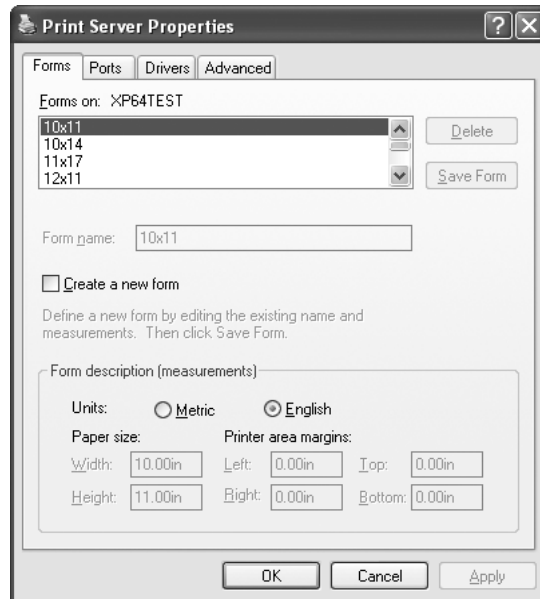 Print Server Properties
Forms Ports Drivers Advanced
Forms on: XP64TEST
10x11
10x14
11x17
12x11
Delete
Save Form
Form name: 10x11
Create a new form
Define a new form by editing the existing name and
measurements. Then click Save Form.
Form description (measurements)
Units: Metric English
Paper size: Printer area margins:
Width: 10.00in Left: 0.00in Top: 0.00in
Height: 11.00in Right: 0.00in Bottom: 0.00in
OK Cancel Apply